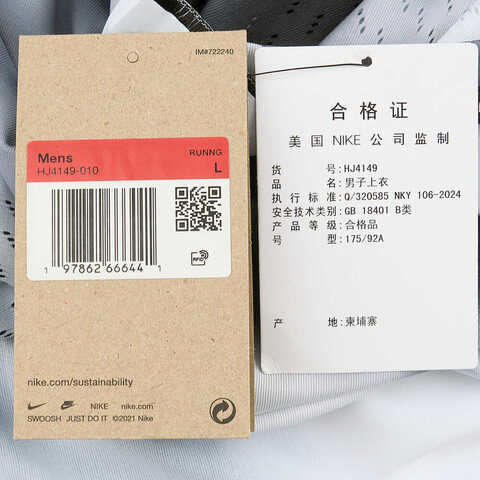 IM#722240
RUNNG
Mens
L
HJ4149-010
1 97862 66644 1
RFID
nike.com/sustainability
NIKE nike.com
SWOOSH JUST DO IT ©2021 Nike
合格证
美国 NIKE 公司监制
货号:HJ4149
品名:男子上衣
执行标准:Q/320585 NKY 106-2024
安全技术类别:GB 18401 B类
产品等级:合格品
号型:175/92A
产地:柬埔寨